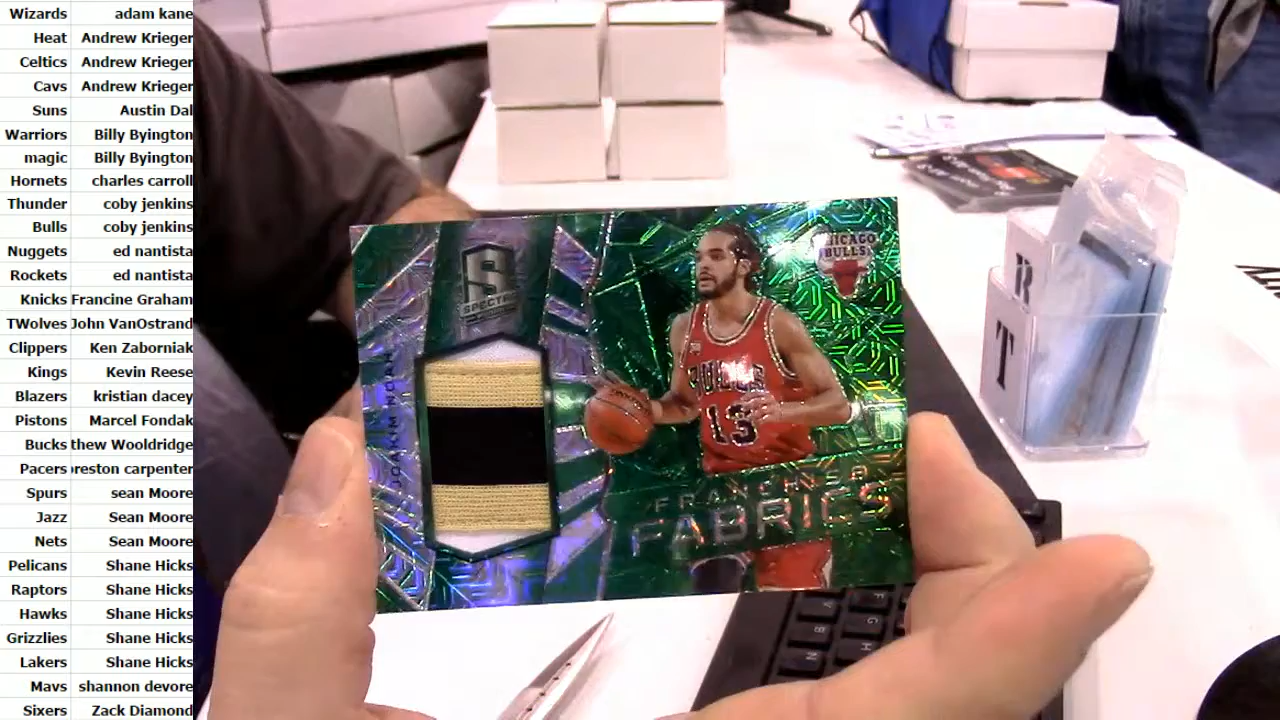 Wizards adam kane
Heat Andrew Krieger
Celtics Andrew Krieger
Cavs Andrew Krieger
Suns Austin Dal
Warriors Billy Byington
magic Billy Byington
Hornets charles carroll
Thunder coby jenkins
Bulls coby jenkins
Nuggets ed nantista
Rockets ed nantista
Knicks Francine Graham
TWolves John VanOstrand
Clippers Ken Zaborniak
Kings Kevin Reese
Blazers kristian dacey
Pistons Marcel Fondak
Bucks thew Wooldridge
Pacers reston carpenter
Spurs sean Moore
Jazz Sean Moore
Nets Sean Moore
Pelicans Shane Hicks
Raptors Shane Hicks
Hawks Shane Hicks
Grizzlies Shane Hicks
Lakers Shane Hicks
Mavs shannon devore
Sixers Zack Diamond
S
SPECTRA
JOAKIM NOAH
CHICAGO
BULLS
BULLS
13
FRANCHISE
FABRICS
R
T